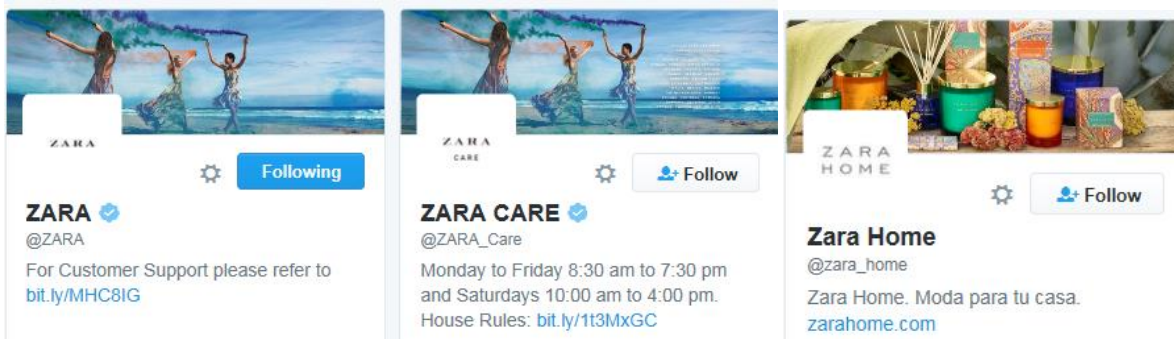 ZARA
Following
ZARA
@ZARA
For Customer Support please refer to
bit.ly/MHC8IG
ZARA
CARE
Follow
ZARA CARE
@ZARA_Care
Monday to Friday 8:30 am to 7:30 pm
and Saturdays 10:00 am to 4:00 pm.
House Rules: bit.ly/1t3MxGC
ZARA
HOME
Follow
Zara Home
@zara_home
Zara Home. Moda para tu casa.
zarahome.com